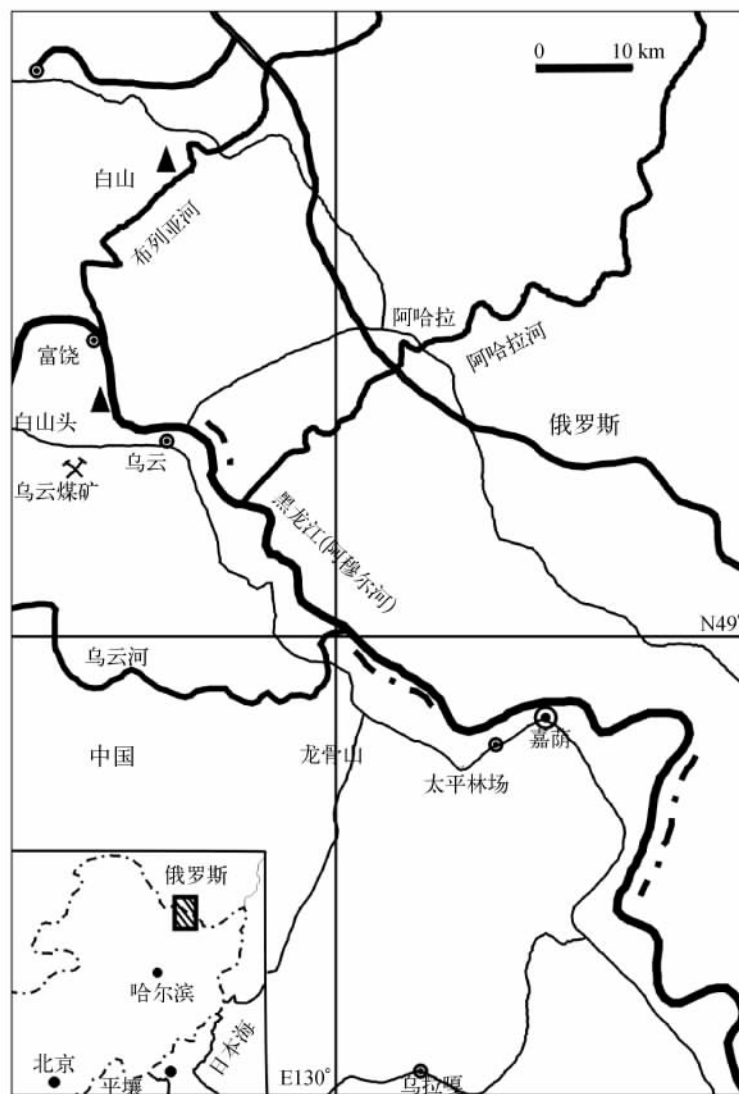 0 10 km
白山
布列亚河
阿哈拉
阿哈拉河
富饶
俄罗斯
白山头
乌云
乌云煤矿
黑龙江(阿穆尔河)
N49°
乌云河
中国
龙骨山
嘉荫
太平林场
俄罗斯
哈尔滨
日本海
北京
平壤
E130°
乌拉嘎